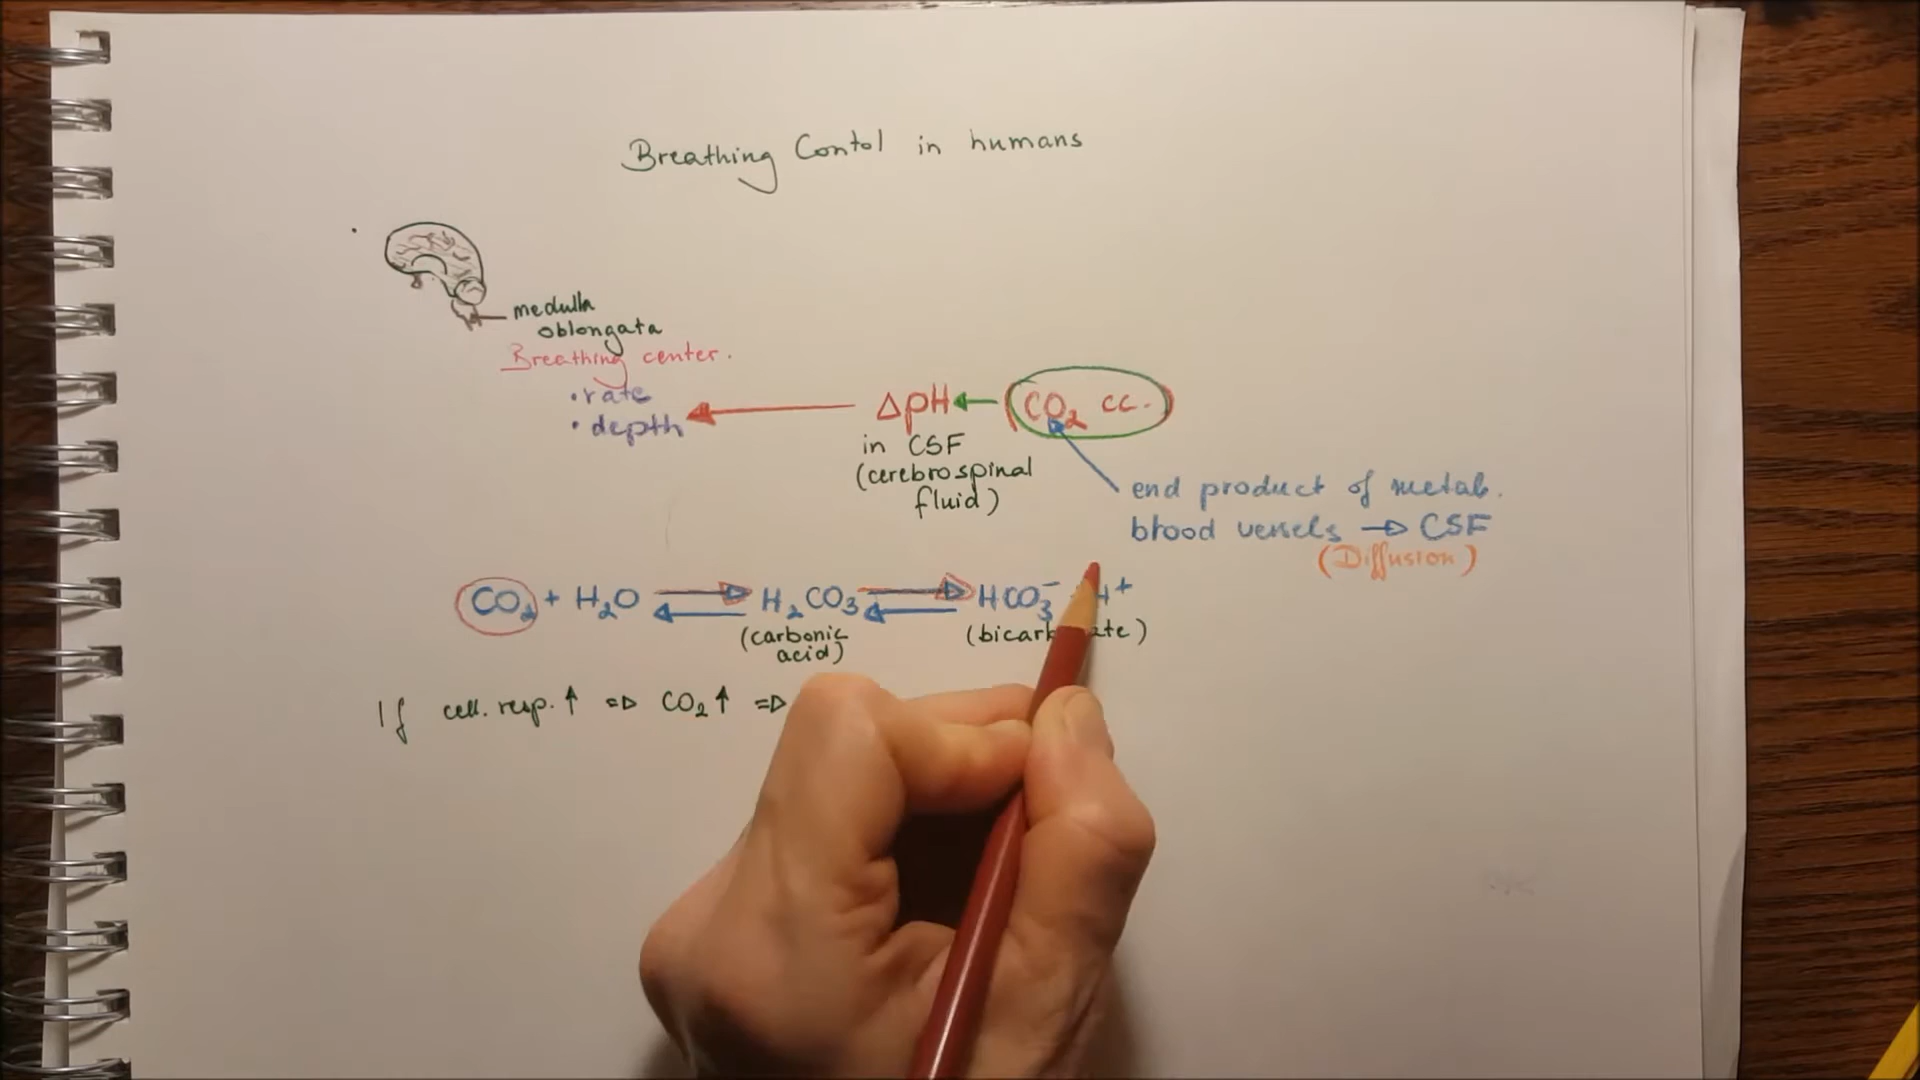 Breathing Contol in humans
medulla
oblongata
Breathing center.
• rate
• depth
ΔpH ← CO₂ cc.
in CSF
(cerebrospinal
fluid)
end product of metab.
blood vessels → CSF
(Diffusion)
CO₂ + H₂O ⇌ H₂CO₃ ⇌ HCO₃⁻ H⁺
(carbonic
acid)
If cell. resp. ↑ ⇒ CO₂ ↑ ⇒